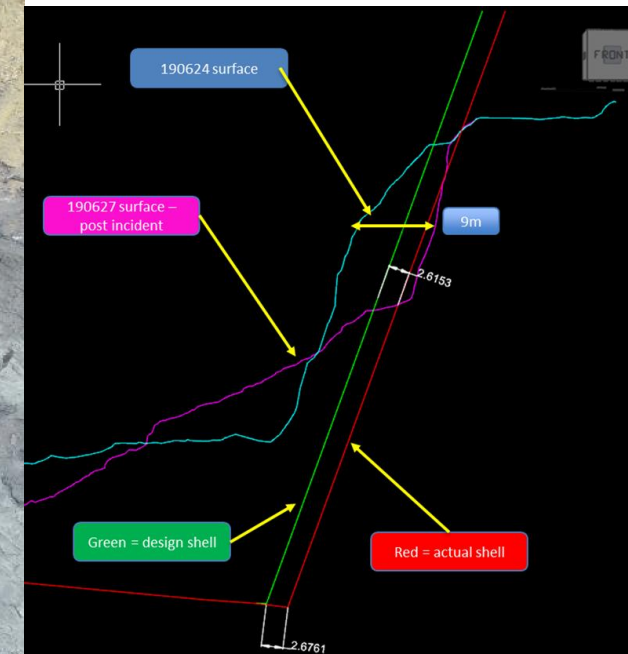 FRONT
190624 surface
190627 surface –
post incident
9m
2.6153
Green = design shell
Red = actual shell
2.6761